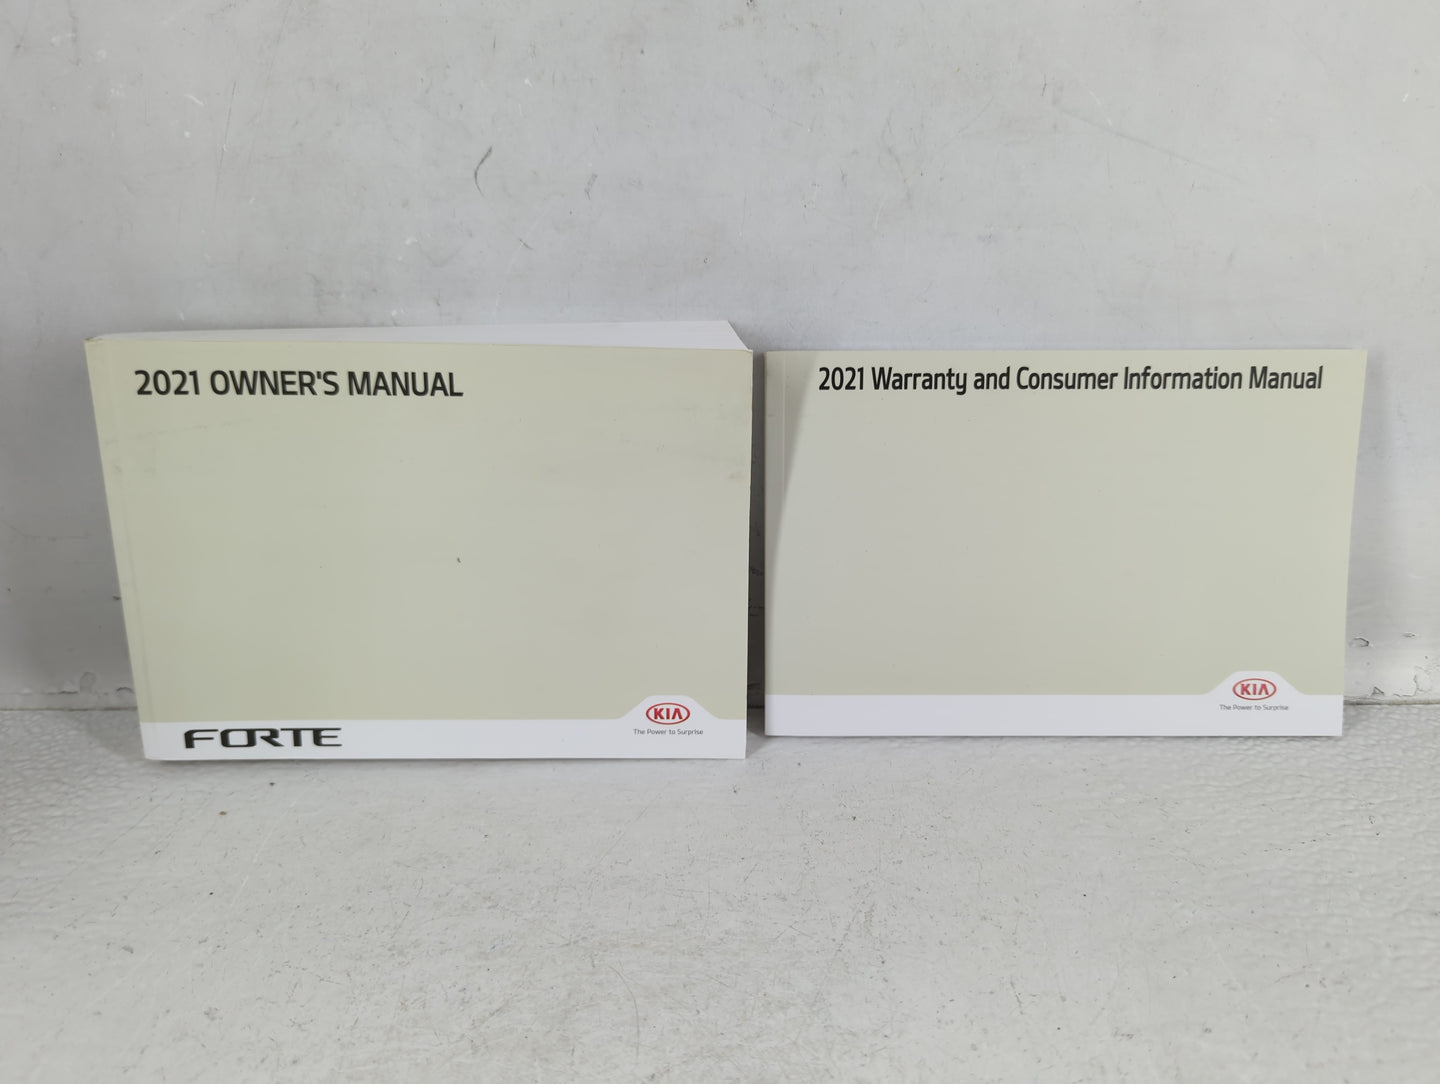 2021 OWNER'S MANUAL
FORTE
KIA
The Power to Surprise
2021 Warranty and Consumer Information Manual
KIA
The Power to Surprise